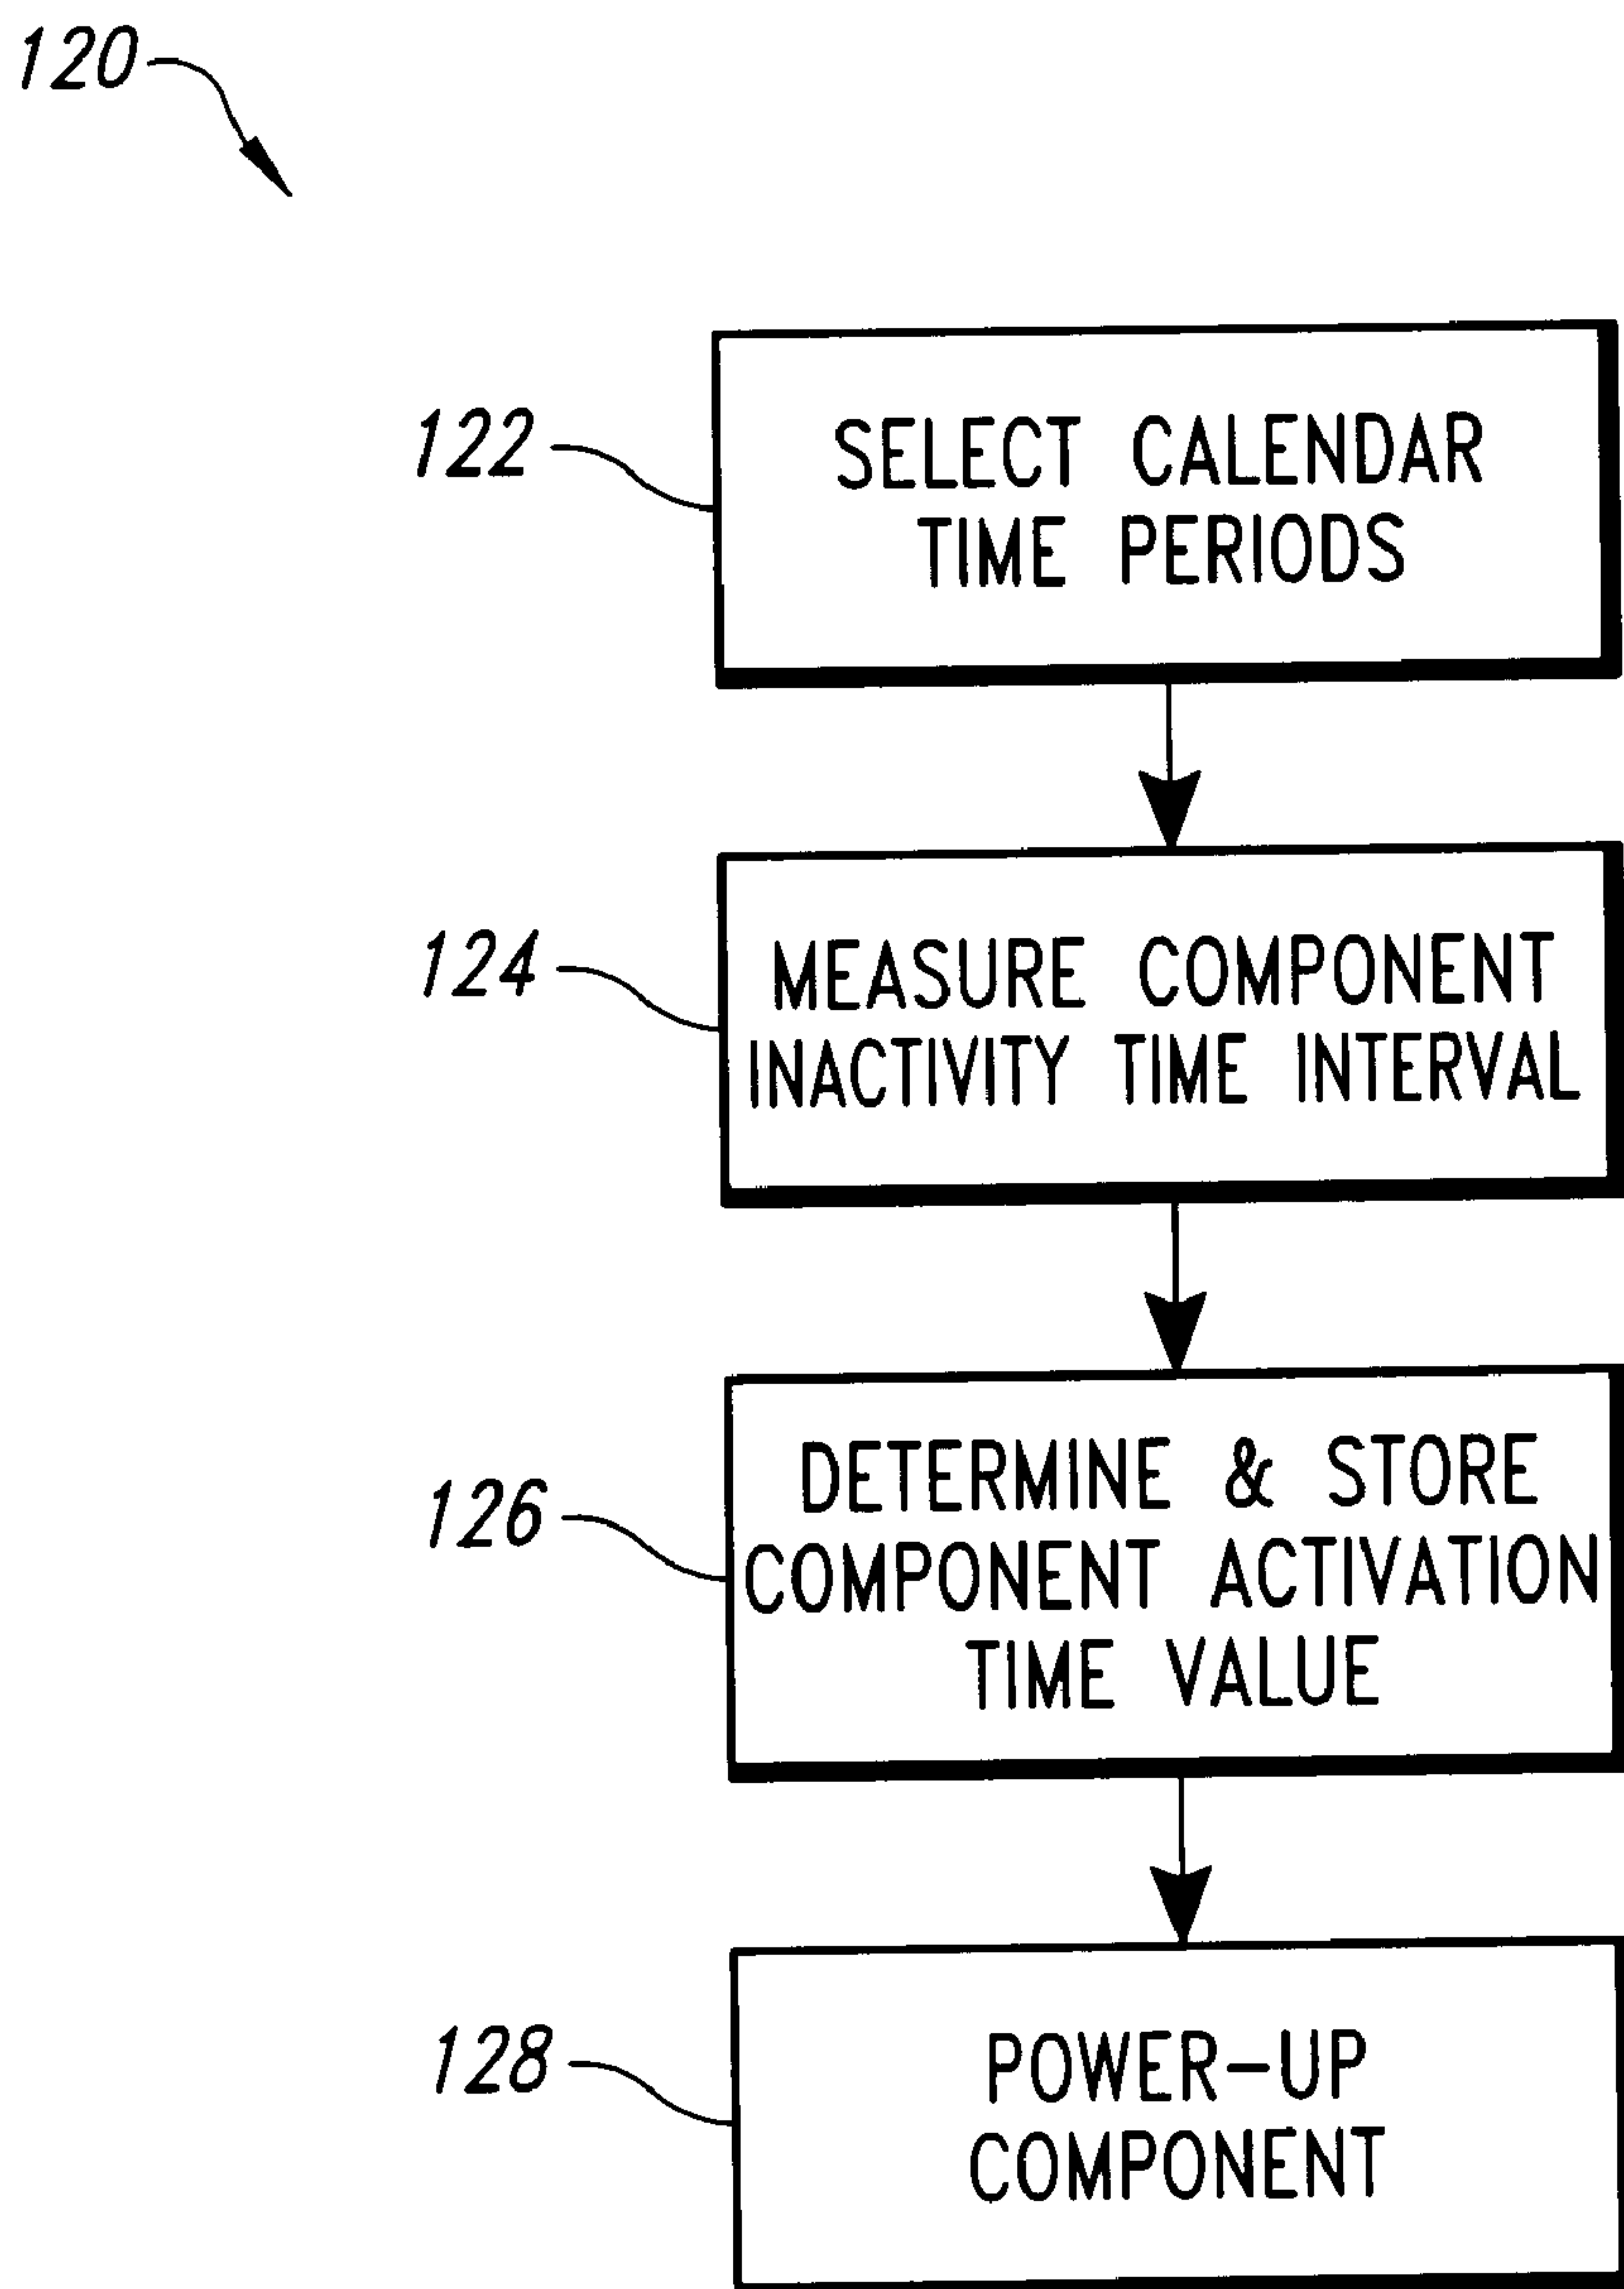 120
122
SELECT CALENDAR
TIME PERIODS
124
MEASURE COMPONENT
INACTIVITY TIME INTERVAL
126
DETERMINE & STORE
COMPONENT ACTIVATION
TIME VALUE
128
POWER-UP
COMPONENT